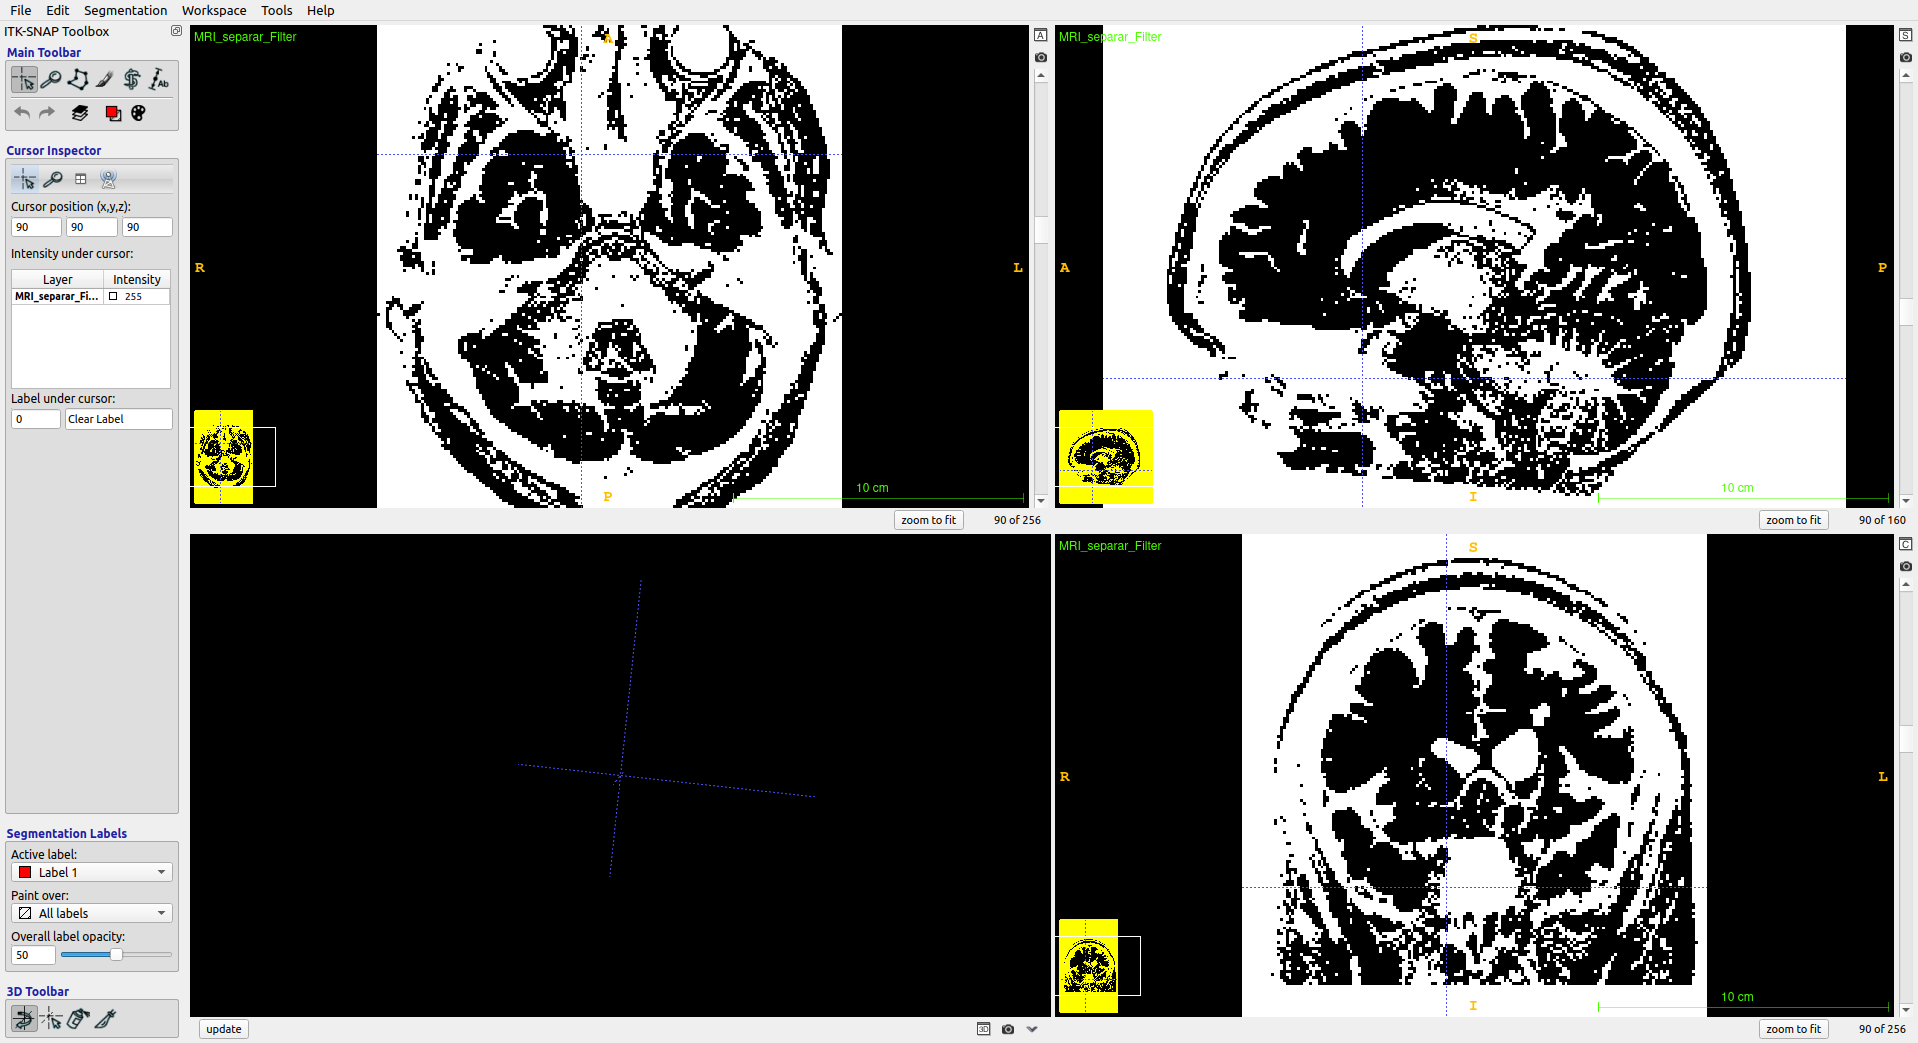 File Edit Segmentation Workspace Tools Help
ITK-SNAP Toolbox
Main Toolbar
Ab
Cursor Inspector
Cursor position (x,y,z):
90 90 90
Intensity under cursor:
Layer Intensity
MRI_separar_Fi... 255
Label under cursor:
0 Clear Label
Segmentation Labels
Active label:
Label 1
Paint over:
All labels
Overall label opacity:
50
3D Toolbar
MRI_separar_Filter
A
A
R
L
P
10 cm
zoom to fit 90 of 256
MRI_separar_Filter
S
S
A
P
I
10 cm
zoom to fit 90 of 160
update
3D
MRI_separar_Filter
S
C
R
L
I
10 cm
zoom to fit 90 of 256